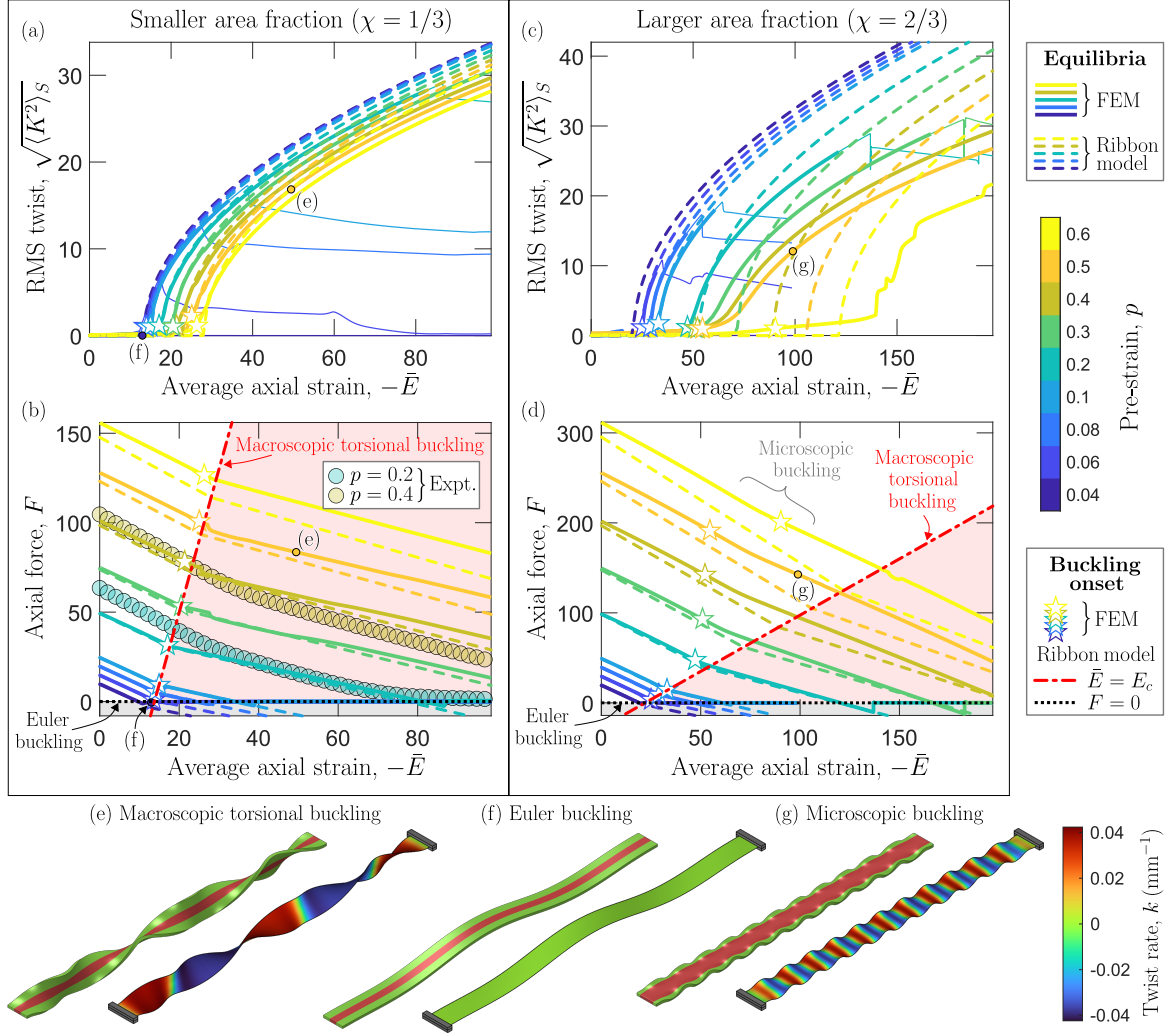 (a)
Smaller area fraction (χ = 1/3)
RMS twist, √⟨K²⟩_S
30
20
10
0
0 20 40 60 80
(e)
(f)
Average axial strain, −Ē
(c)
Larger area fraction (χ = 2/3)
RMS twist, √⟨K²⟩_S
40
30
20
10
0
0 50 100 150
(g)
Average axial strain, −Ē
(b)
Axial force, F
150
100
50
0
0 20 40 60 80
Macroscopic torsional buckling
p = 0.2
p = 0.4
Expt.
(e)
Euler
buckling
(f)
Average axial strain, −Ē
(d)
Axial force, F
300
200
100
0
0 50 100 150
Microscopic
buckling
Macroscopic
torsional
buckling
(g)
Euler
buckling
Average axial strain, −Ē
Equilibria
FEM
Ribbon
model
0.6
0.5
0.4
0.3
0.2
0.1
0.08
0.06
0.04
Pre-strain, p
Buckling
onset
FEM
Ribbon model
Ē = E_c
F = 0
(e) Macroscopic torsional buckling
(f) Euler buckling
(g) Microscopic buckling
0.04
0.02
0
-0.02
-0.04
Twist rate, k (mm⁻¹)